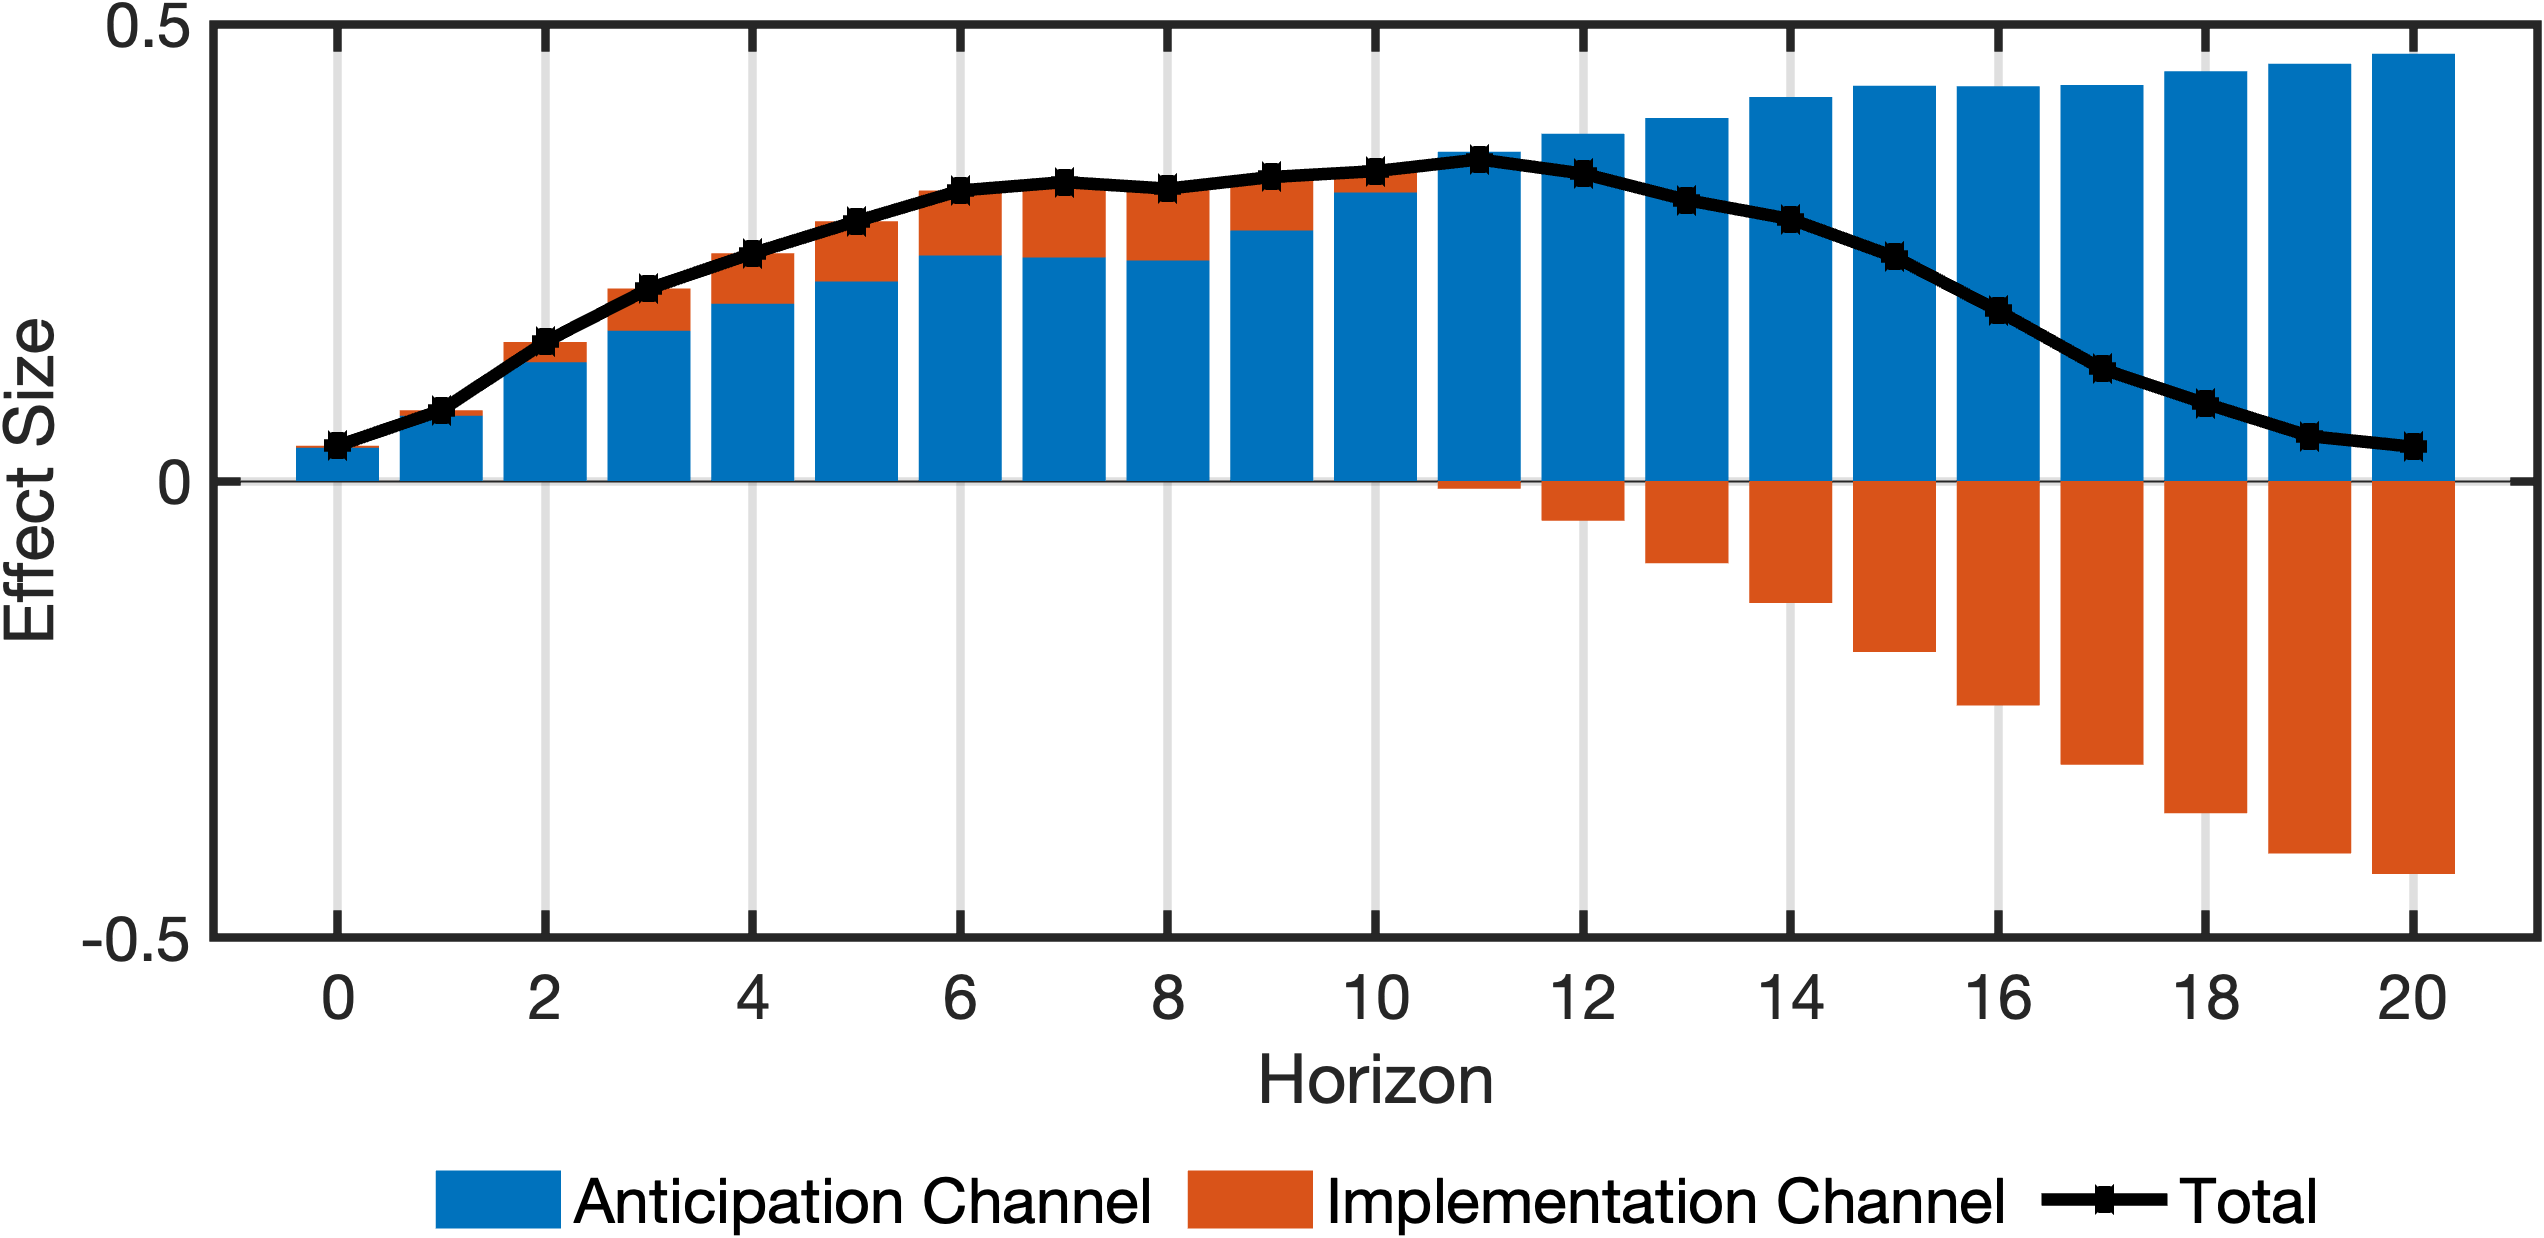 0.5
0
-0.5
Effect Size
0 2 4 6 8 10 12 14 16 18 20
Horizon
Anticipation Channel Implementation Channel Total